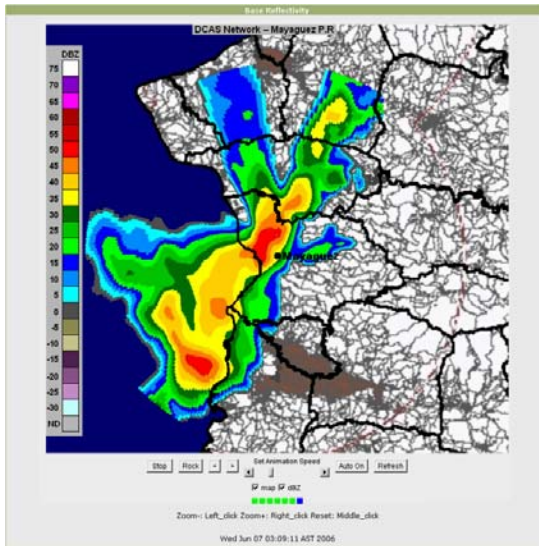 Base Reflectivity
DCAS Network – Mayaguez P.R
DBZ
75
70
65
60
55
50
45
40
35
30
25
20
15
10
5
0
-5
-10
-15
-20
-25
-30
ND
Mayaguez
Set Animation Speed
Stop Rock - + Auto On Refresh
map dBZ
Zoom-: Left_click Zoom+: Right_click Reset: Middle_click
Wed Jun 07 03:09:11 AST 2006